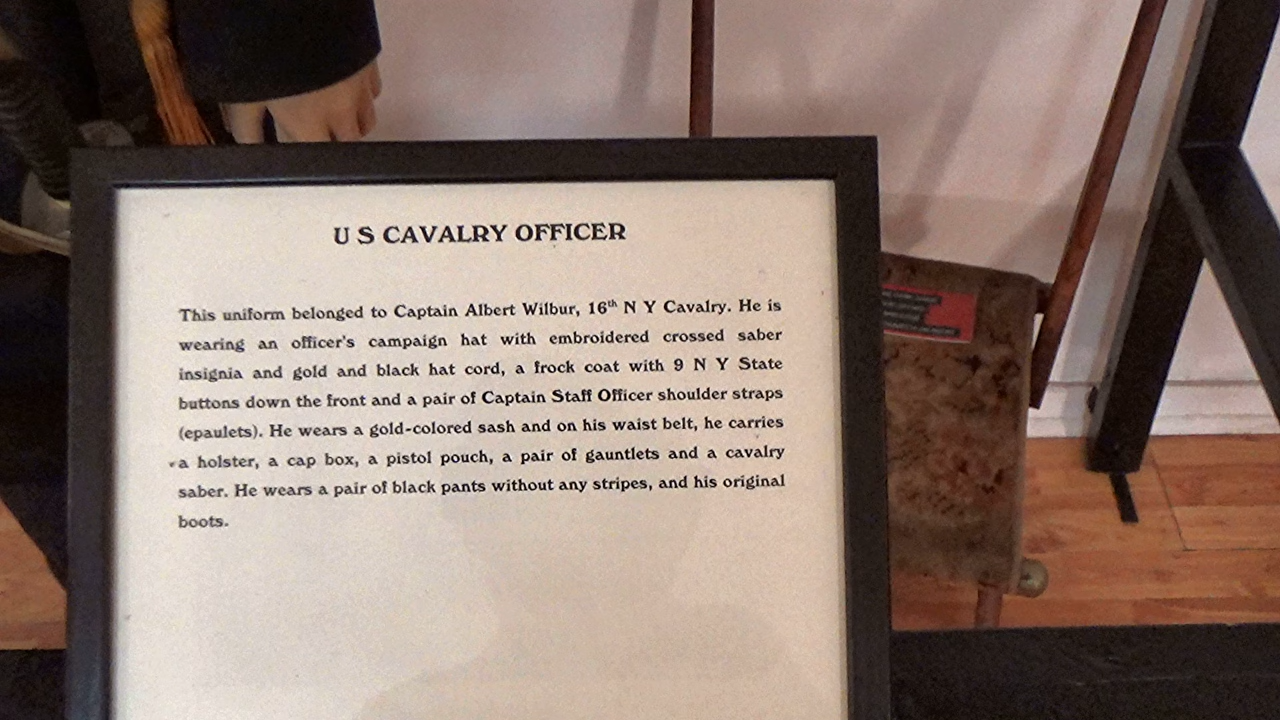 U S CAVALRY OFFICER
This uniform belonged to Captain Albert Wilbur, 16th N Y Cavalry. He is
wearing an officer's campaign hat with embroidered crossed saber
insignia and gold and black hat cord, a frock coat with 9 N Y State
buttons down the front and a pair of Captain Staff Officer shoulder straps
(epaulets). He wears a gold-colored sash and on his waist belt, he carries
a holster, a cap box, a pistol pouch, a pair of gauntlets and a cavalry
saber. He wears a pair of black pants without any stripes, and his original
boots.